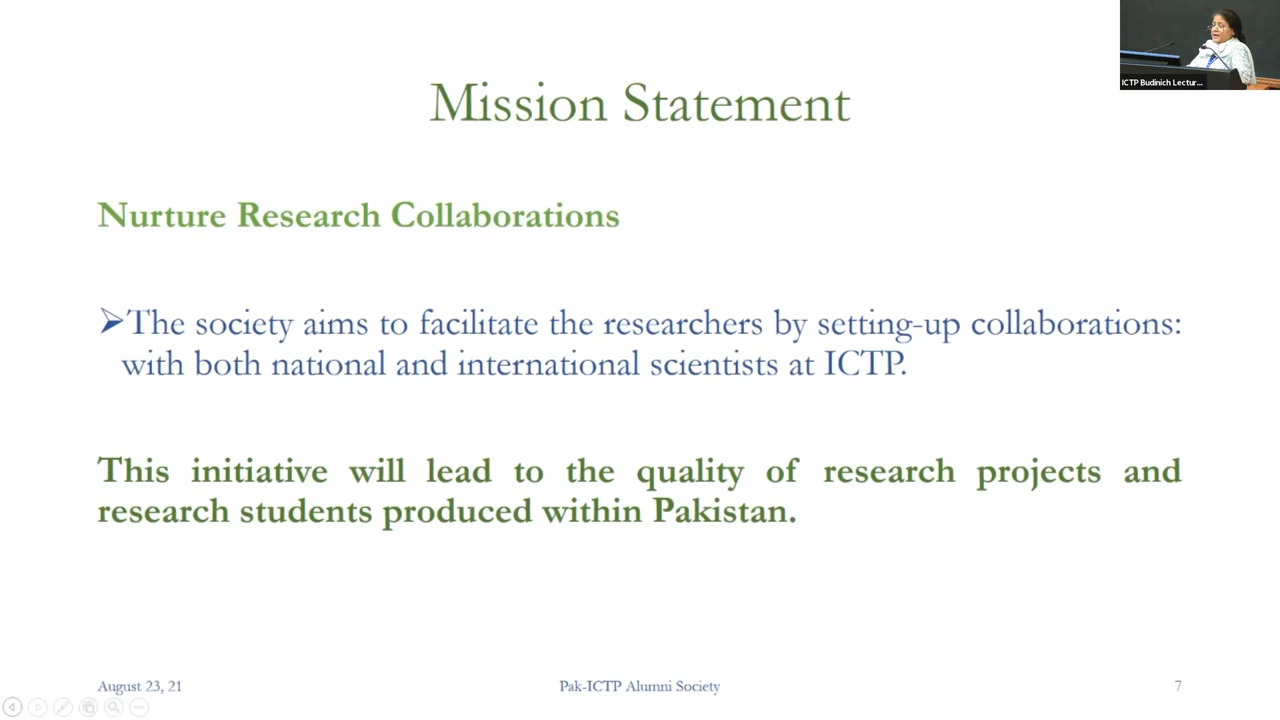 ICTP Budinich Lectur...
Mission Statement
Nurture Research Collaborations
➢The society aims to facilitate the researchers by setting-up collaborations:
with both national and international scientists at ICTP.
This initiative will lead to the quality of research projects and
research students produced within Pakistan.
August 23, 21
Pak-ICTP Alumni Society
7